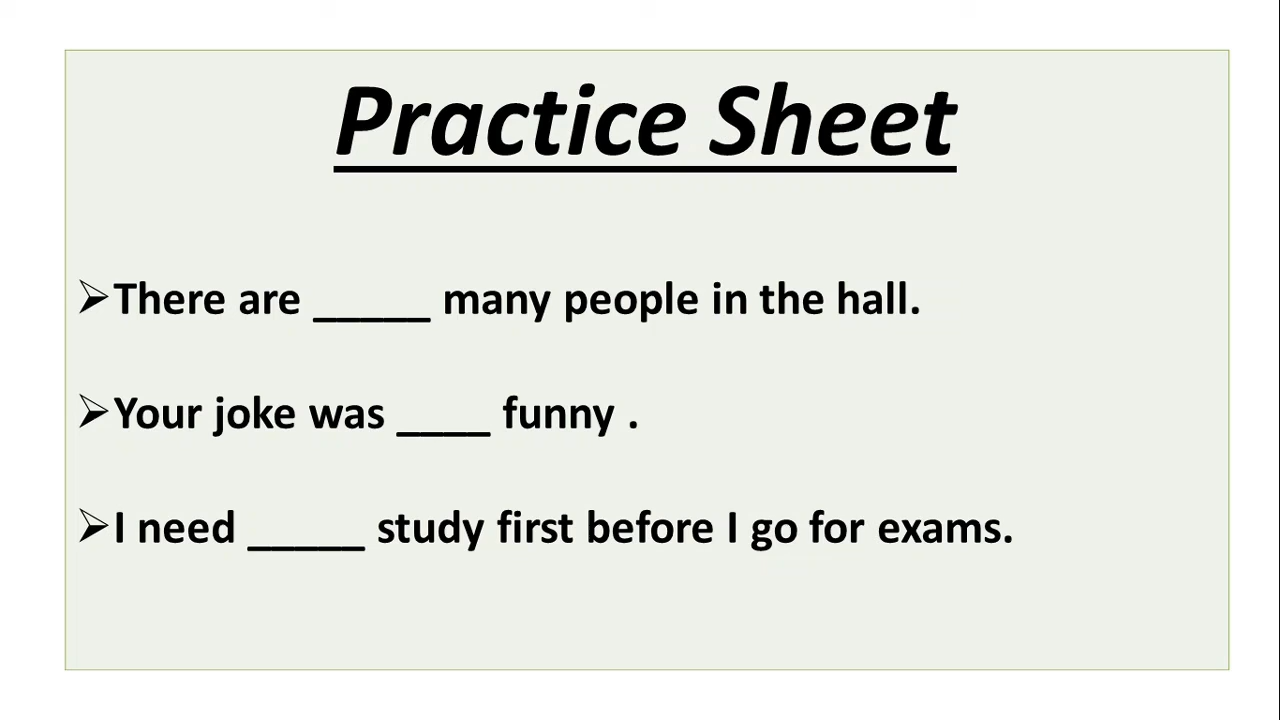 Practice Sheet
➢There are _____ many people in the hall.
➢Your joke was ____ funny .
➢I need _____ study first before I go for exams.